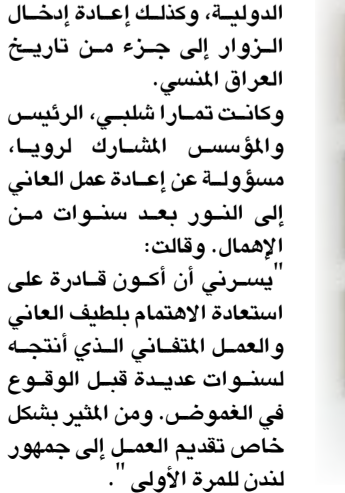 الدولية، وكذلك إعادة إدخال
الزوار إلى جزء من تاريخ
العراق المنسي.
وكانت تمارا شلبي، الرئيس
والمؤسس المشارك لرويا،
مسؤولة عن إعادة عمل العاني
إلى النور بعد سنوات من
الإهمال. وقالت:
"يسرني أن أكون قادرة على
استعادة الاهتمام بلطيف العاني
والعمل المتفاني الذي أنتجه
لسنوات عديدة قبل الوقوع
في الغموض. ومن المثير بشكل
خاص تقديم العمل إلى جمهور
لندن للمرة الأولى".